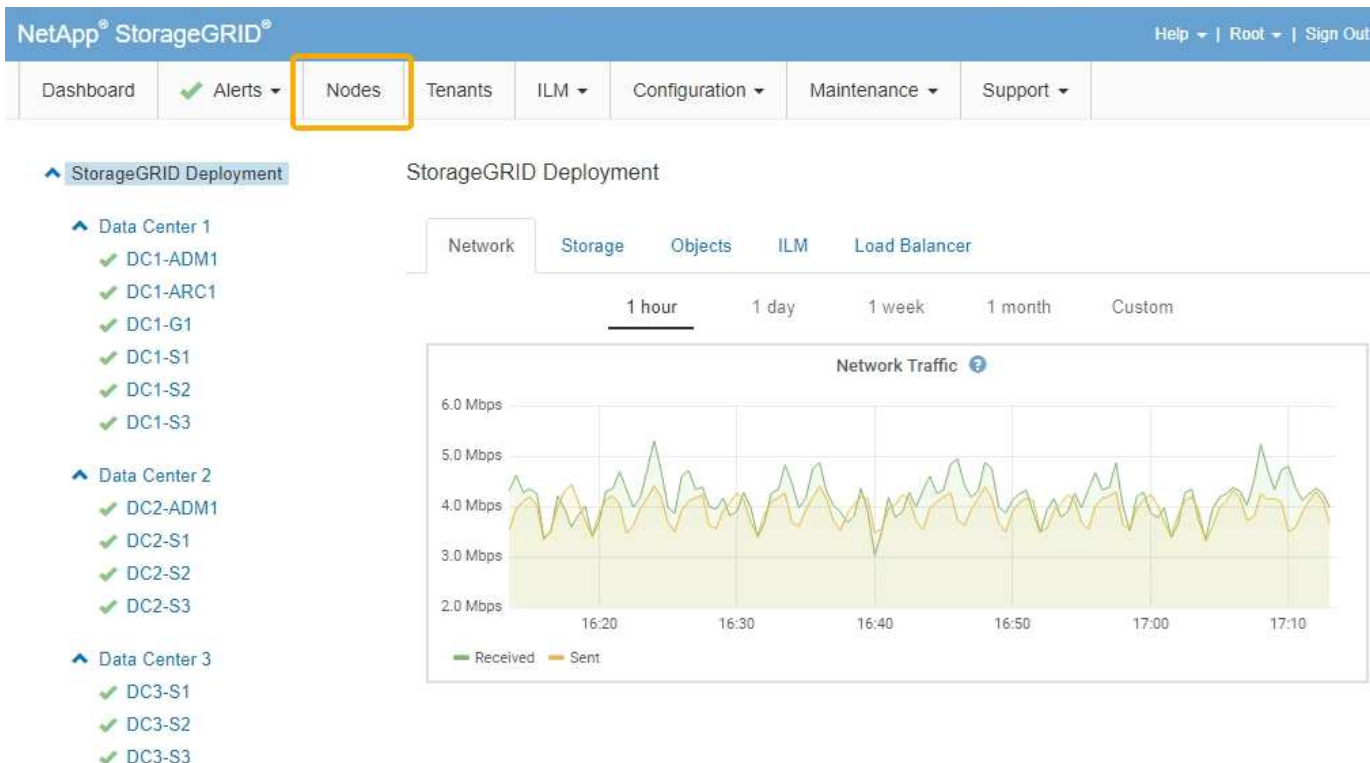 NetApp® StorageGRID®
Help | Root | Sign Out
Dashboard Alerts Nodes Tenants ILM Configuration Maintenance Support
StorageGRID Deployment
Data Center 1
DC1-ADM1
DC1-ARC1
DC1-G1
DC1-S1
DC1-S2
DC1-S3
Data Center 2
DC2-ADM1
DC2-S1
DC2-S2
DC2-S3
Data Center 3
DC3-S1
DC3-S2
DC3-S3
StorageGRID Deployment
Network Storage Objects ILM Load Balancer
1 hour 1 day 1 week 1 month Custom
Network Traffic ?
6.0 Mbps
5.0 Mbps
4.0 Mbps
3.0 Mbps
2.0 Mbps
16:20 16:30 16:40 16:50 17:00 17:10
Received Sent